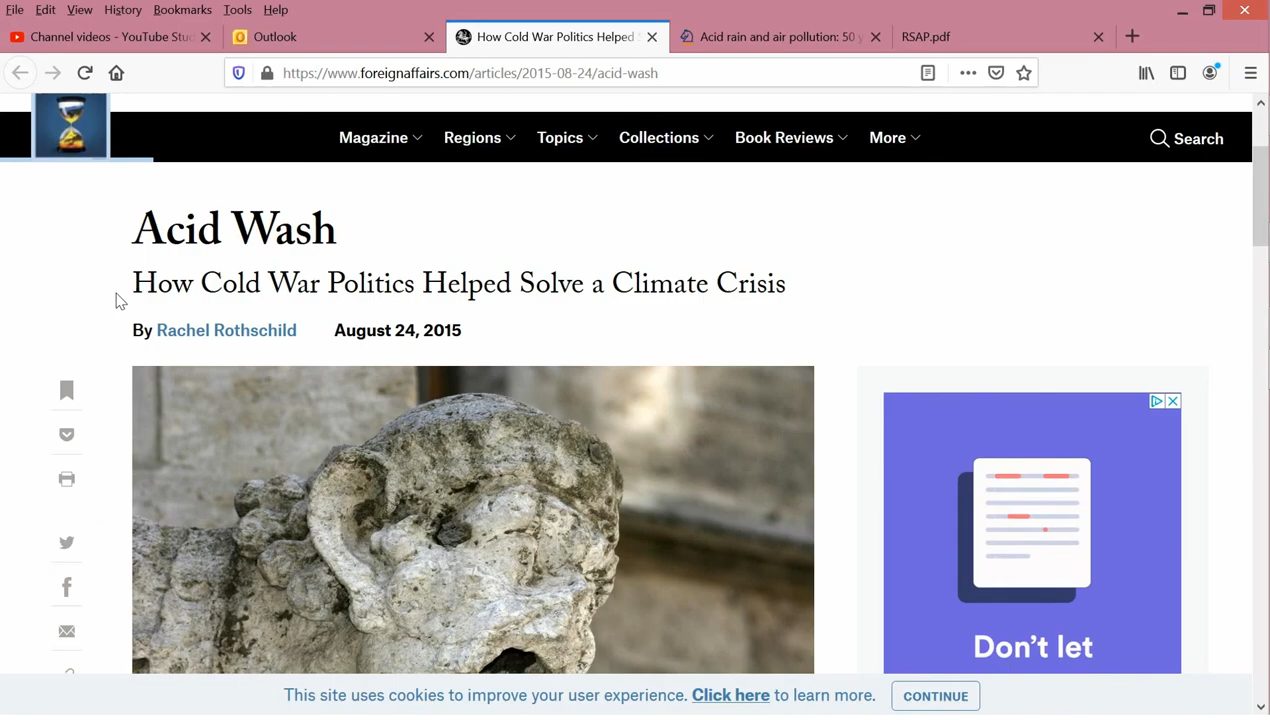 File Edit View History Bookmarks Tools Help
Channel videos - YouTube Stu
Outlook
How Cold War Politics Helped
Acid rain and air pollution: 50 y
RSAP.pdf
https://www.foreignaffairs.com/articles/2015-08-24/acid-wash
Magazine Regions Topics Collections Book Reviews More Search
Acid Wash
How Cold War Politics Helped Solve a Climate Crisis
By Rachel Rothschild August 24, 2015
Don't let
This site uses cookies to improve your user experience. Click here to learn more. CONTINUE